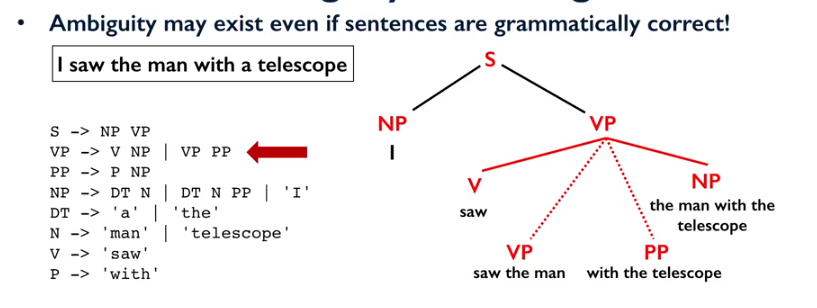 • Ambiguity may exist even if sentences are grammatically correct!
I saw the man with a telescope
S -> NP VP
VP -> V NP | VP PP
PP -> P NP
NP -> DT N | DT N PP | 'I'
DT -> 'a' | 'the'
N -> 'man' | 'telescope'
V -> 'saw'
P -> 'with'
S
NP VP
I
V NP
saw the man with the
telescope
VP PP
saw the man with the telescope